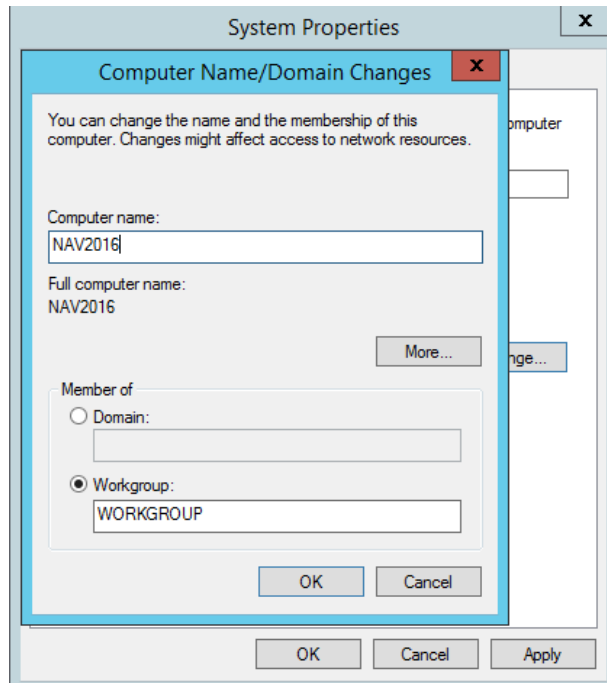 System Properties
x
Computer Name/Domain Changes
x
You can change the name and the membership of this
computer. Changes might affect access to network resources.
omputer
Computer name:
NAV2016
Full computer name:
NAV2016
More...
nge...
Member of
Domain:
Workgroup:
WORKGROUP
OK
Cancel
OK
Cancel
Apply